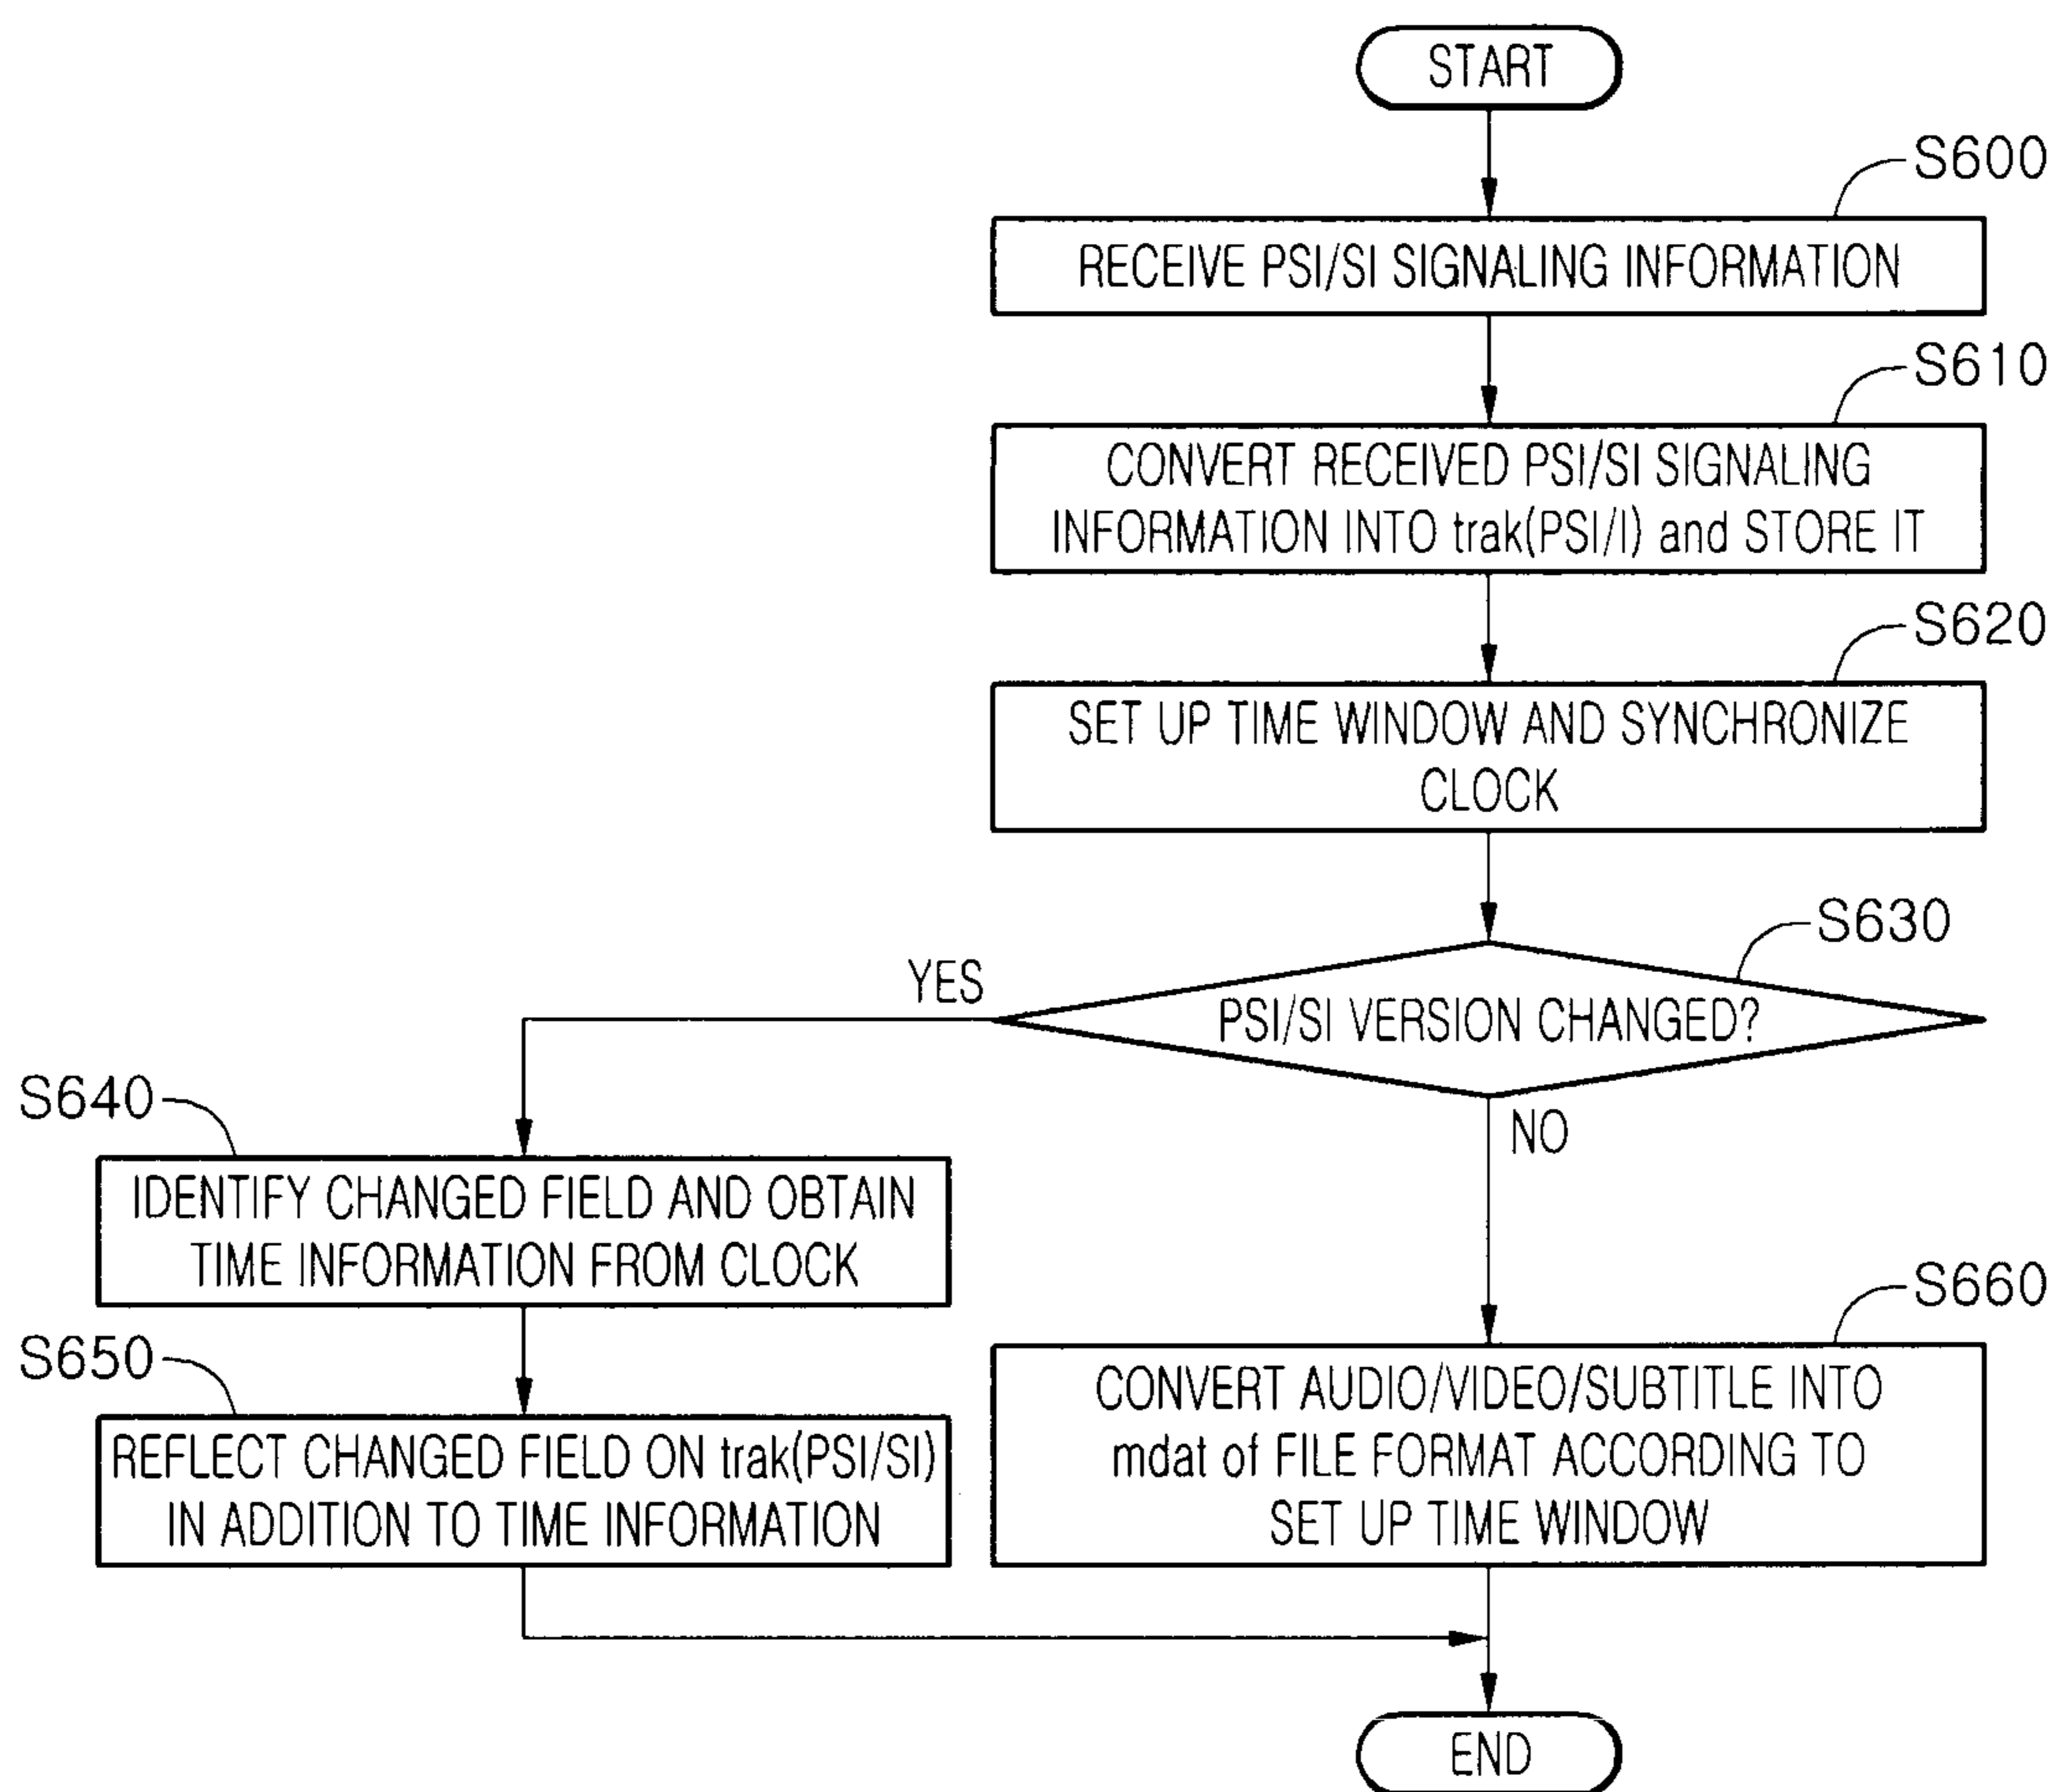 START
S600
RECEIVE PSI/SI SIGNALING INFORMATION
S610
CONVERT RECEIVED PSI/SI SIGNALING
INFORMATION INTO trak(PSI/I) and STORE IT
S620
SET UP TIME WINDOW AND SYNCHRONIZE
CLOCK
S630
YES
PSI/SI VERSION CHANGED?
NO
S640
IDENTIFY CHANGED FIELD AND OBTAIN
TIME INFORMATION FROM CLOCK
S650
REFLECT CHANGED FIELD ON trak(PSI/SI)
IN ADDITION TO TIME INFORMATION
S660
CONVERT AUDIO/VIDEO/SUBTITLE INTO
mdat of FILE FORMAT ACCORDING TO
SET UP TIME WINDOW
END